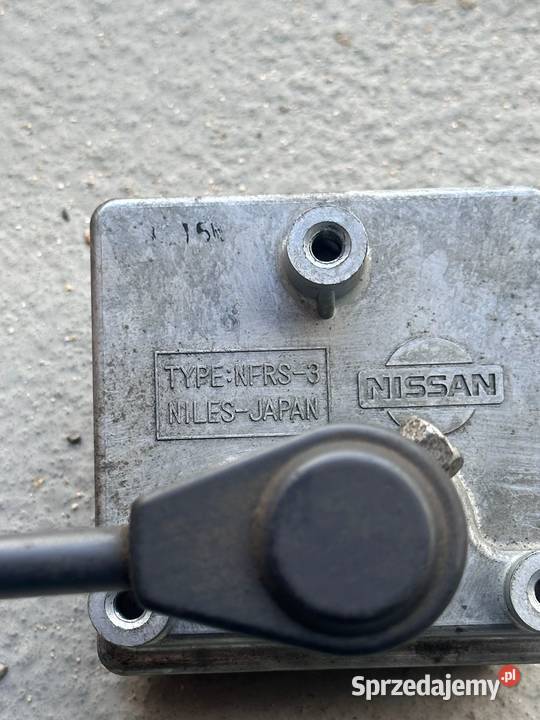 TYPE:NFRS-3
NILES-JAPAN
NISSAN
Sprzedajemy.pl